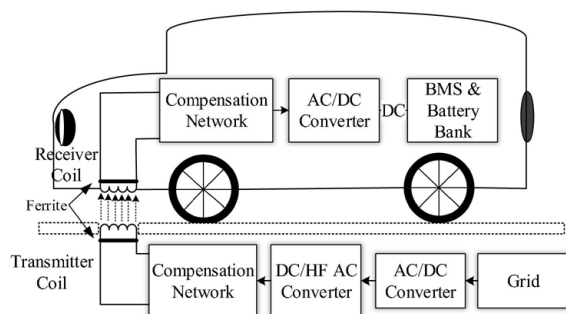 Compensation
Network
AC/DC
Converter
DC
BMS &
Battery
Bank
Receiver
Coil
Ferrite
Transmitter
Coil
Compensation
Network
DC/HF AC
Converter
AC/DC
Converter
Grid